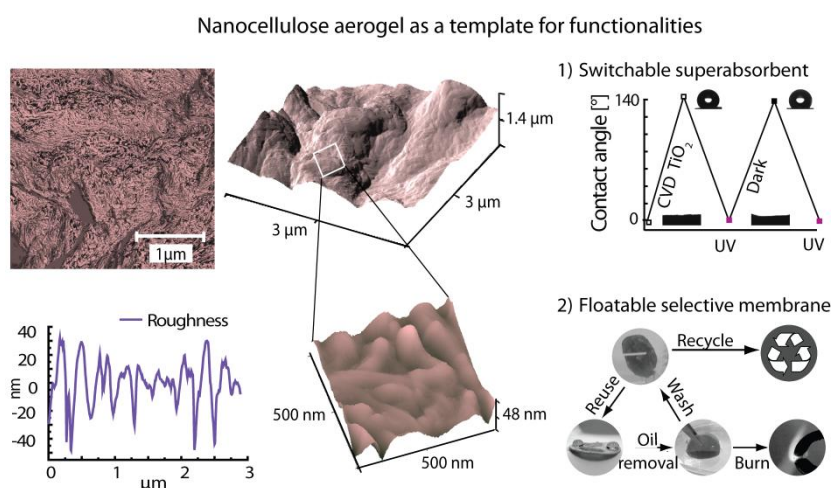 Nanocellulose aerogel as a template for functionalities
1μm
1.4 μm
3 μm
3 μm
Roughness
40
20
0
-20
-40
nm
0
1
2
3
μm
500 nm
500 nm
48 nm
1) Switchable superabsorbent
Contact angle [°]
140
0
CVD TiO₂
Dark
UV
UV
2) Floatable selective membrane
Recycle
Reuse
Wash
Oil
removal
Burn